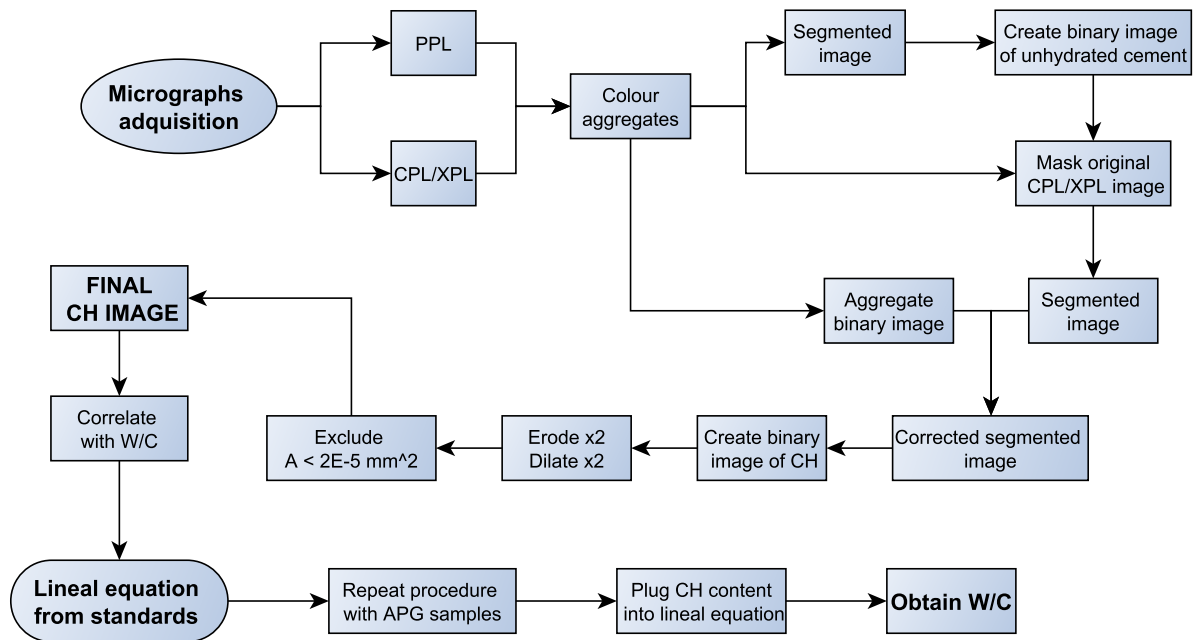 Micrographs
adquisition
PPL
CPL/XPL
Colour
aggregates
Segmented
image
Create binary image
of unhydrated cement
Mask original
CPL/XPL image
Aggregate
binary image
Segmented
image
Corrected segmented
image
Create binary
image of CH
Erode x2
Dilate x2
Exclude
A < 2E-5 mm^2
FINAL
CH IMAGE
Correlate
with W/C
Lineal equation
from standards
Repeat procedure
with APG samples
Plug CH content
into lineal equation
Obtain W/C